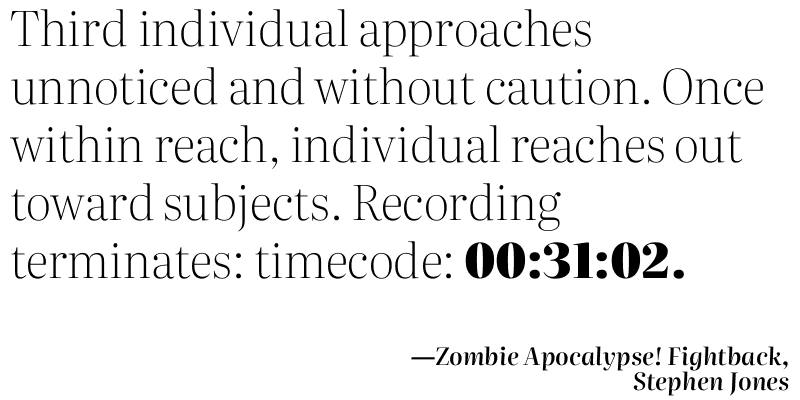 Third individual approaches
unnoticed and without caution. Once
within reach, individual reaches out
toward subjects. Recording
terminates: timecode: 00:31:02.
—Zombie Apocalypse! Fightback,
Stephen Jones